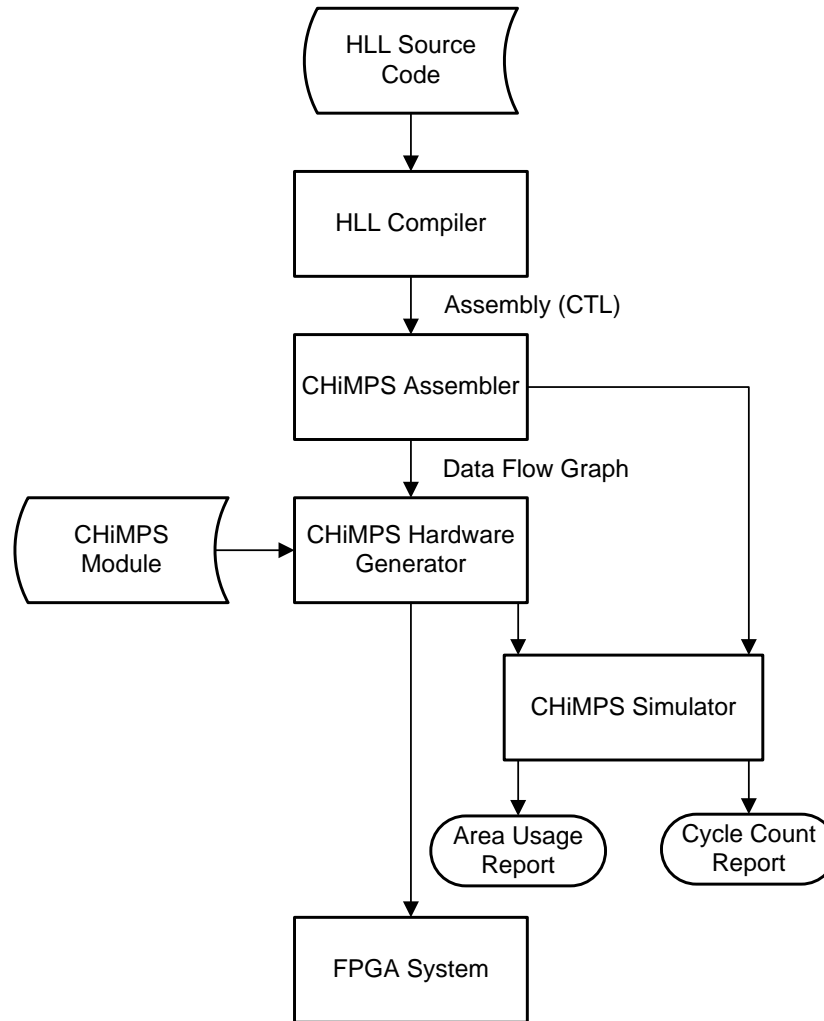 HLL Source
Code
HLL Compiler
Assembly (CTL)
CHiMPS Assembler
Data Flow Graph
CHiMPS
Module
CHiMPS Hardware
Generator
CHiMPS Simulator
Area Usage
Report
Cycle Count
Report
FPGA System